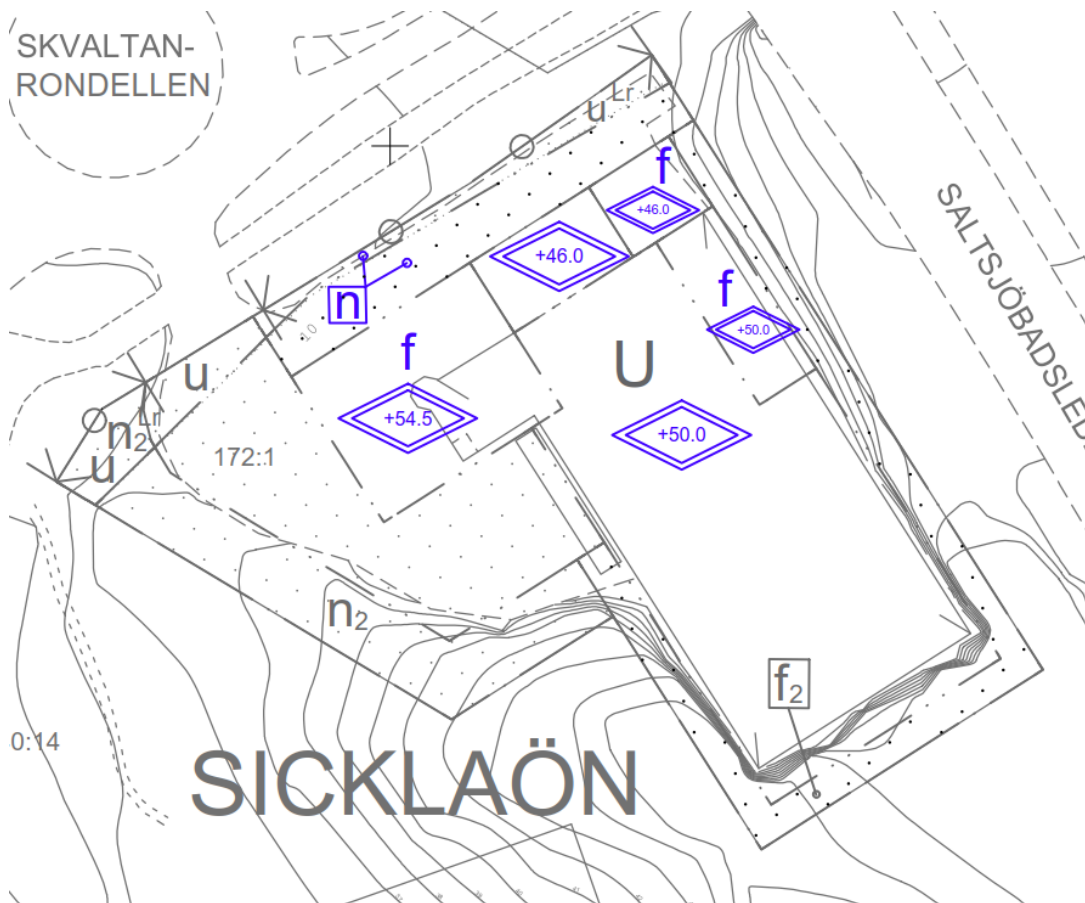 SKVALTAN-
RONDELLEN
u Lr
f
+46.0
+46.0
n
SALTSJÖBADSLED
f
+50.0
f
U
u
+54.5
+50.0
n2 Lr
u
172:1
n2
f2
0:14
SICKLAÖN